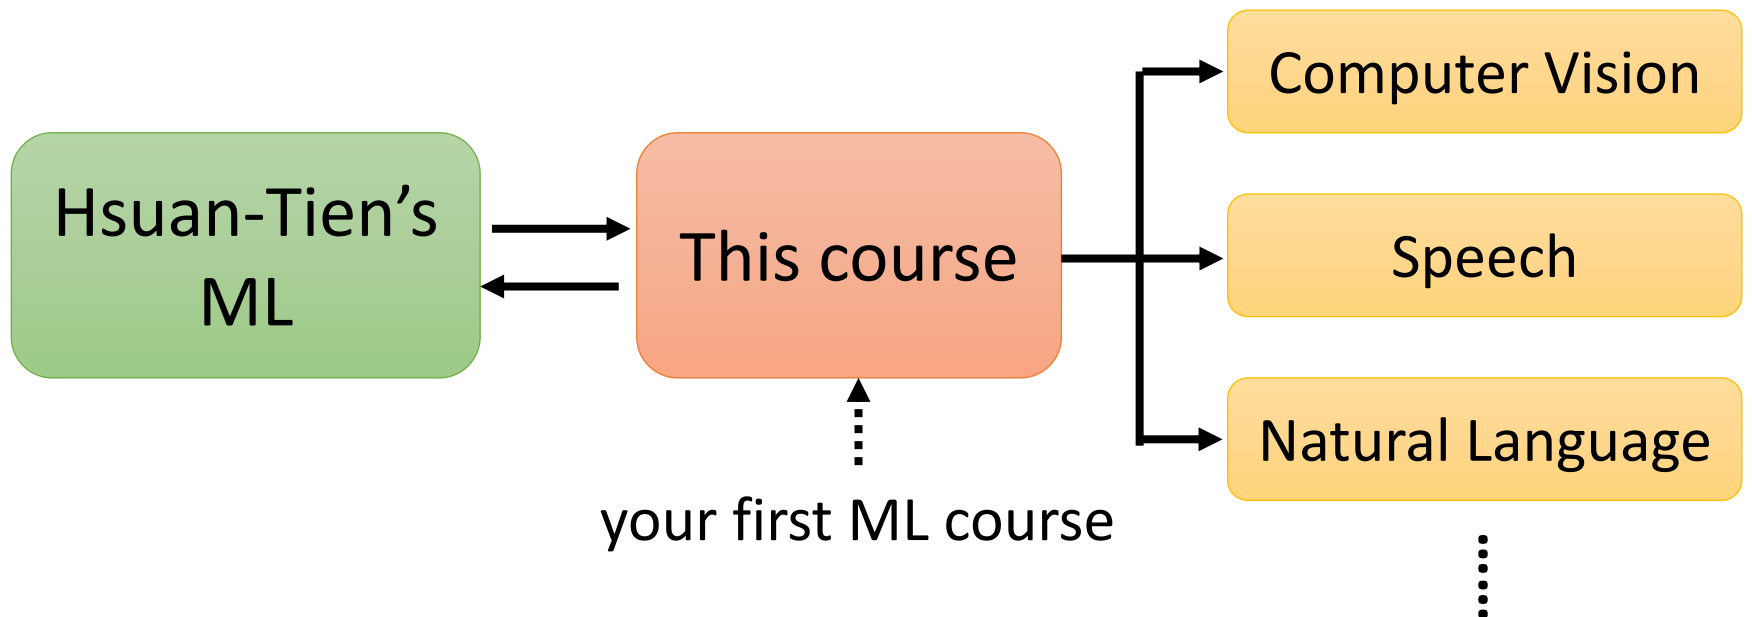 Hsuan-Tien’s
ML
This course
your first ML course
Computer Vision
Speech
Natural Language